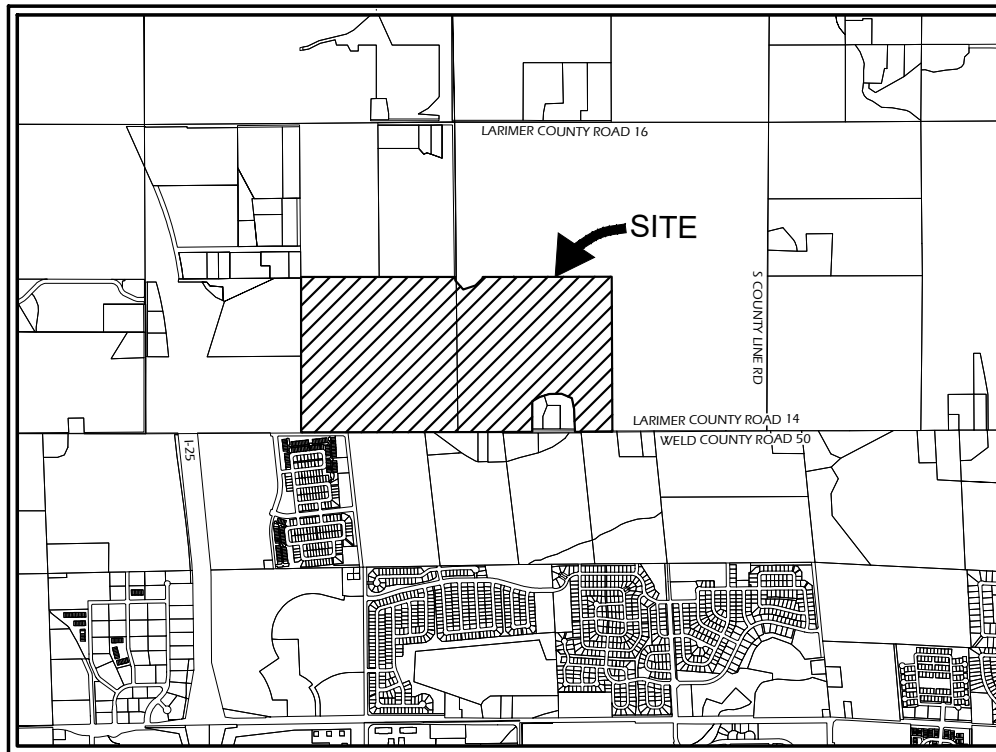 LARIMER COUNTY ROAD 16
SITE
S COUNTY LINE RD
LARIMER COUNTY ROAD 14
WELD COUNTY ROAD 50
I-25